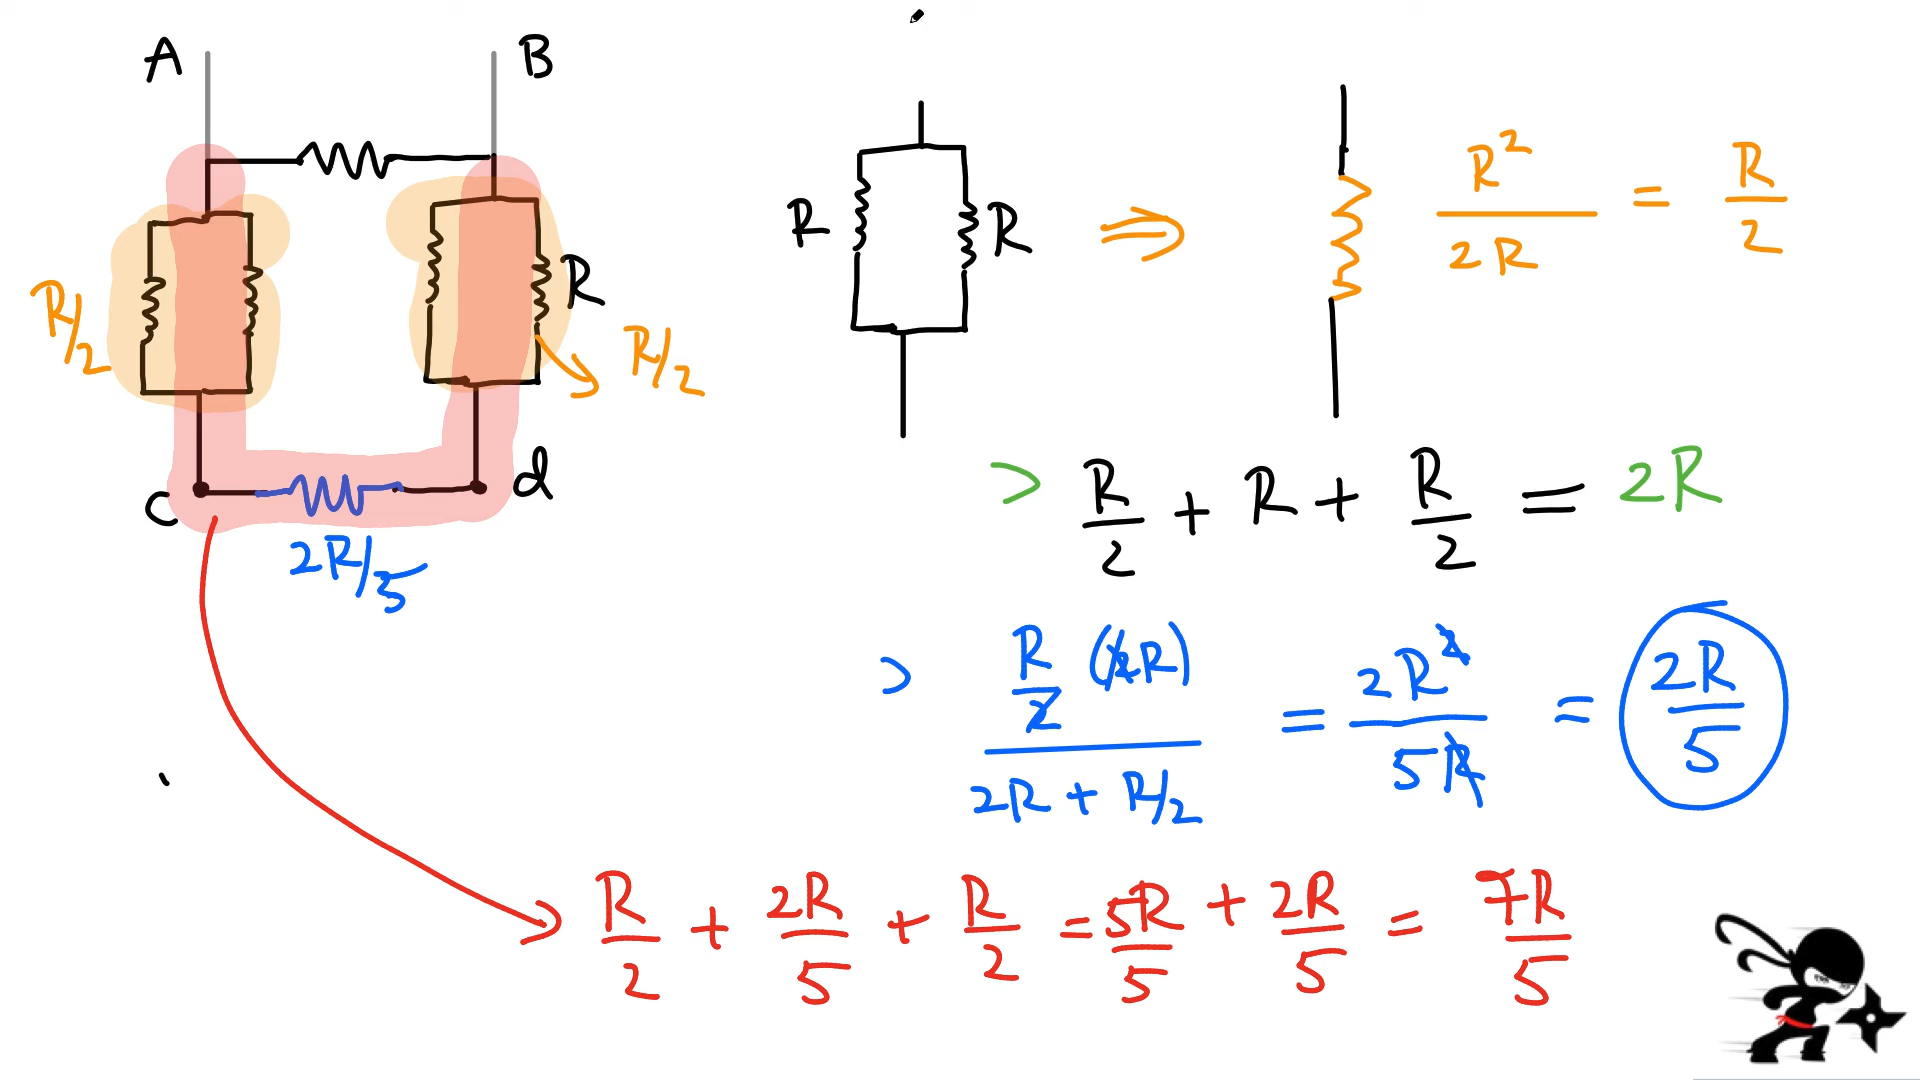 A B
R/2 R R/2
c d
2R/5
R R ⇒ R²/2R = R/2
> R/2 + R + R/2 = 2R
> R/2 (2R) / 2R + R/2 = 2R²/5R = 2R/5
R/2 + 2R/5 + R/2 = 5R/5 + 2R/5 = 7R/5